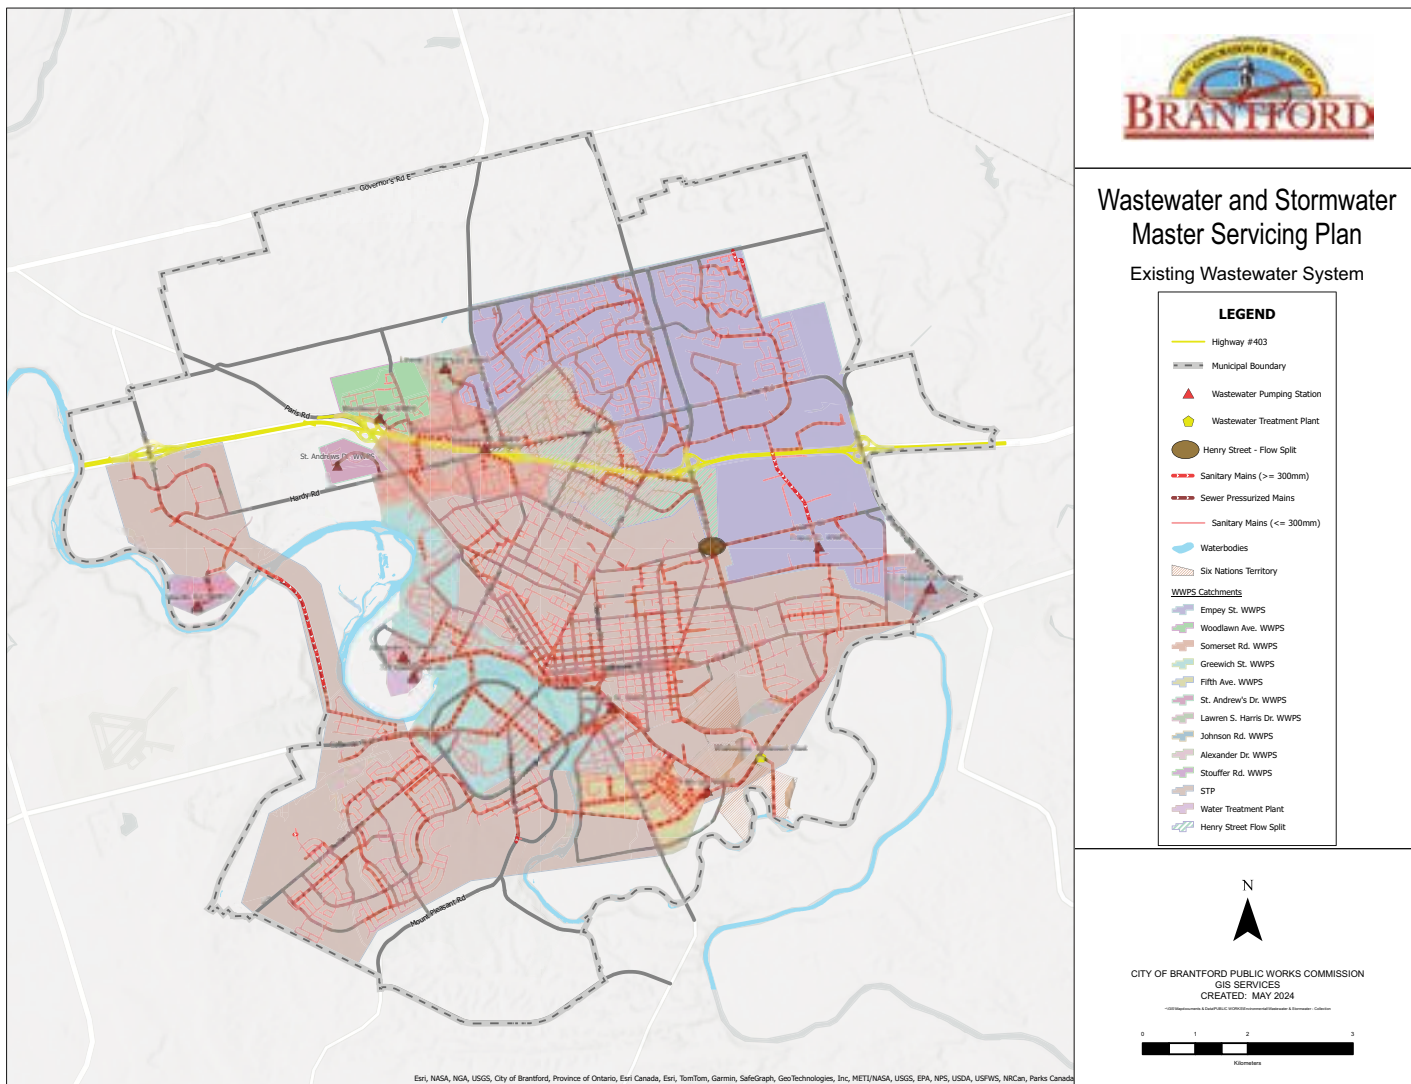 THE CORPORATION OF THE CITY OF
BRANTFORD
Wastewater and Stormwater
Master Servicing Plan
Existing Wastewater System
LEGEND
Highway #403
Municipal Boundary
Wastewater Pumping Station
Wastewater Treatment Plant
Henry Street - Flow Split
Sanitary Mains (>= 300mm)
Sewer Pressurized Mains
Sanitary Mains (<= 300mm)
Waterbodies
Six Nations Territory
WWPS Catchments
Empey St. WWPS
Woodlawn Ave. WWPS
Somerset Rd. WWPS
Greewich St. WWPS
Fifth Ave. WWPS
St. Andrew's Dr. WWPS
Lawren S. Harris Dr. WWPS
Johnson Rd. WWPS
Alexander Dr. WWPS
Stouffer Rd. WWPS
STP
Water Treatment Plant
Henry Street Flow Split
N
CITY OF BRANTFORD PUBLIC WORKS COMMISSION
GIS SERVICES
CREATED: MAY 2024
0 1 2 3
Kilometers
Governor's Rd E
Paris Rd
St. Andrews Dr. WWPS
Hardy Rd
Mount Pleasant Rd
Esri, NASA, NGA, USGS, City of Brantford, Province of Ontario, Esri Canada, Esri, TomTom, Garmin, SafeGraph, GeoTechnologies, Inc, METI/NASA, USGS, EPA, NPS, USDA, USFWS, NRCan, Parks Canada